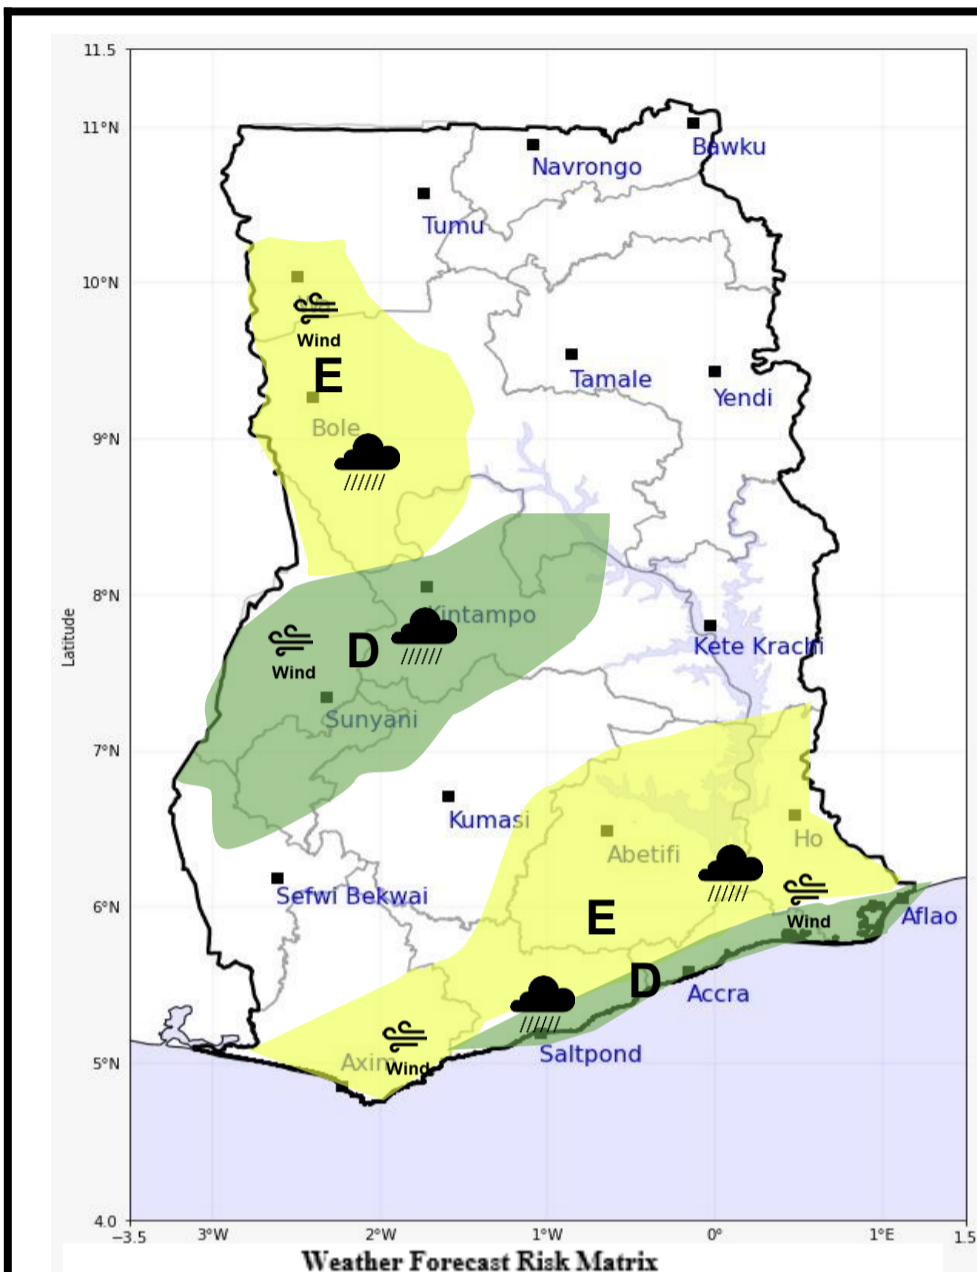 11.5
11°N
Bawku
Navrongo
Tumu
10°N
Wind
E
Tamale
Yendi
Bole
9°N
8°N
Kintampo
Latitude
Wind
D
Kete Krachi
Sunyani
7°N
Kumasi
Abetifi
Ho
Sefwi Bekwai
6°N
E
Wind
Aflao
D
Accra
Saltpond
5°N
Axim
Wind
4.0
−3.5
3°W
2°W
1°W
0°
1°E
1.5
Weather Forecast Risk Matrix